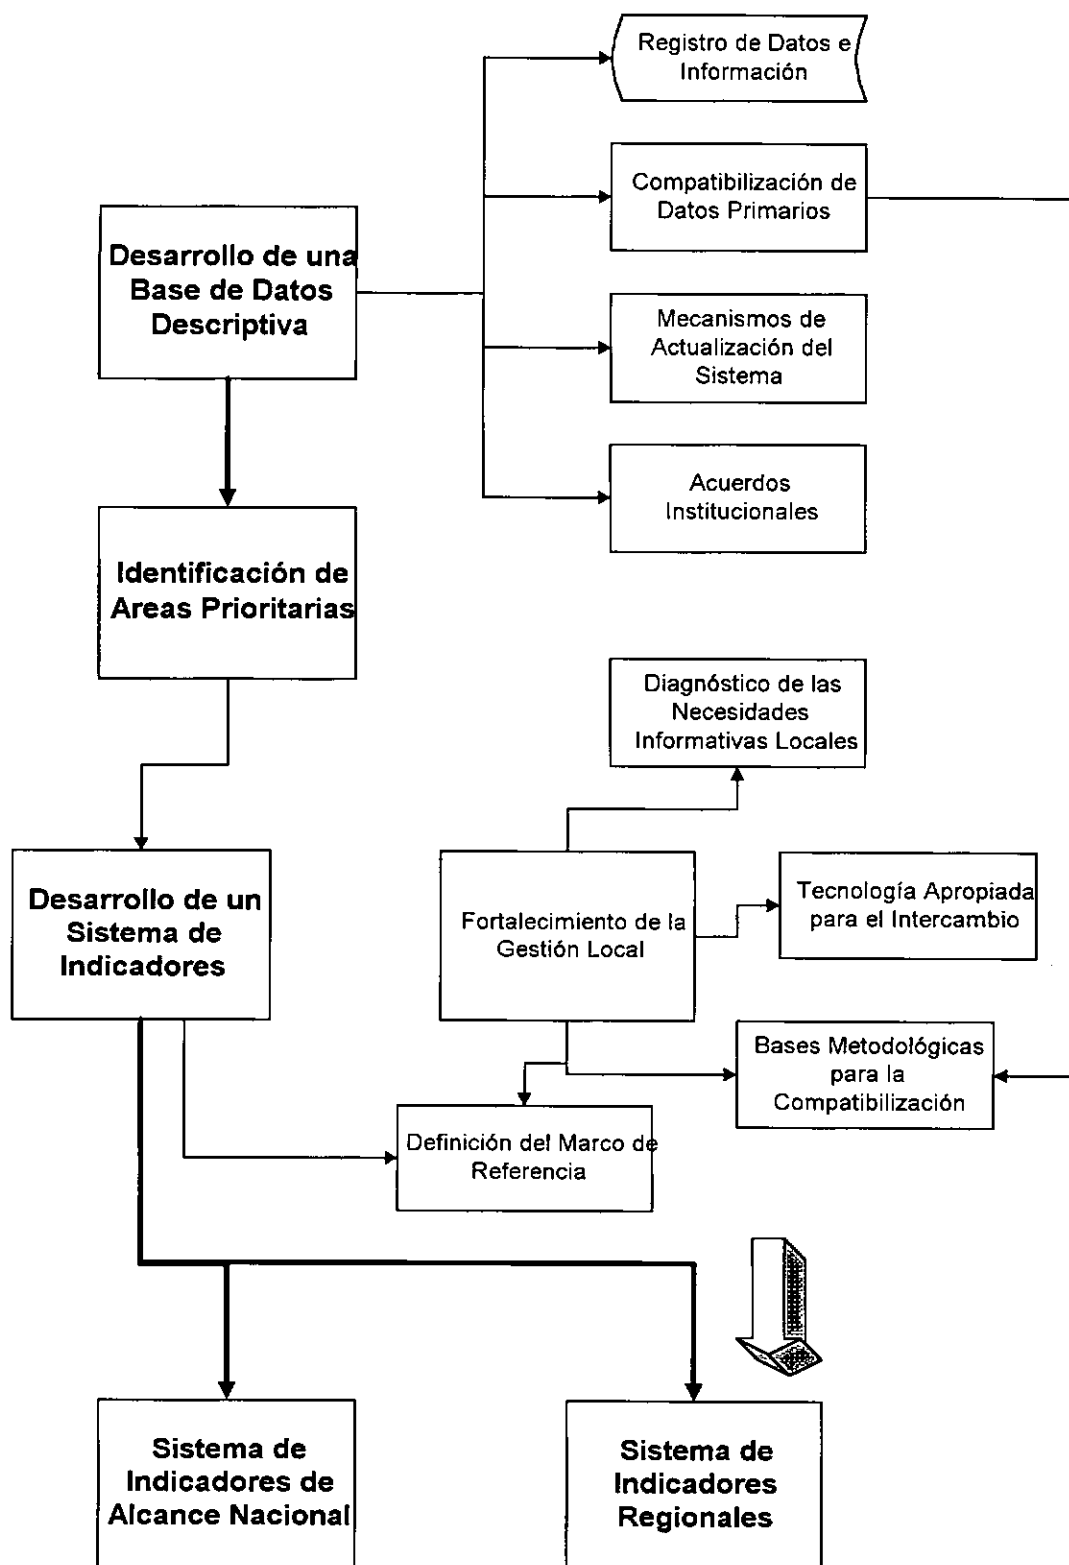 Registro de Datos e
Información
Compatibilización de
Datos Primarios
Desarrollo de una
Base de Datos
Descriptiva
Mecanismos de
Actualización del
Sistema
Acuerdos
Institucionales
Identificación de
Areas Prioritarias
Diagnóstico de las
Necesidades
Informativas Locales
Desarrollo de un
Sistema de
Indicadores
Fortalecimiento de la
Gestión Local
Tecnología Apropiada
para el Intercambio
Bases Metodológicas
para la
Compatibilización
Definición del Marco de
Referencia
Sistema de
Indicadores de
Alcance Nacional
Sistema de
Indicadores
Regionales